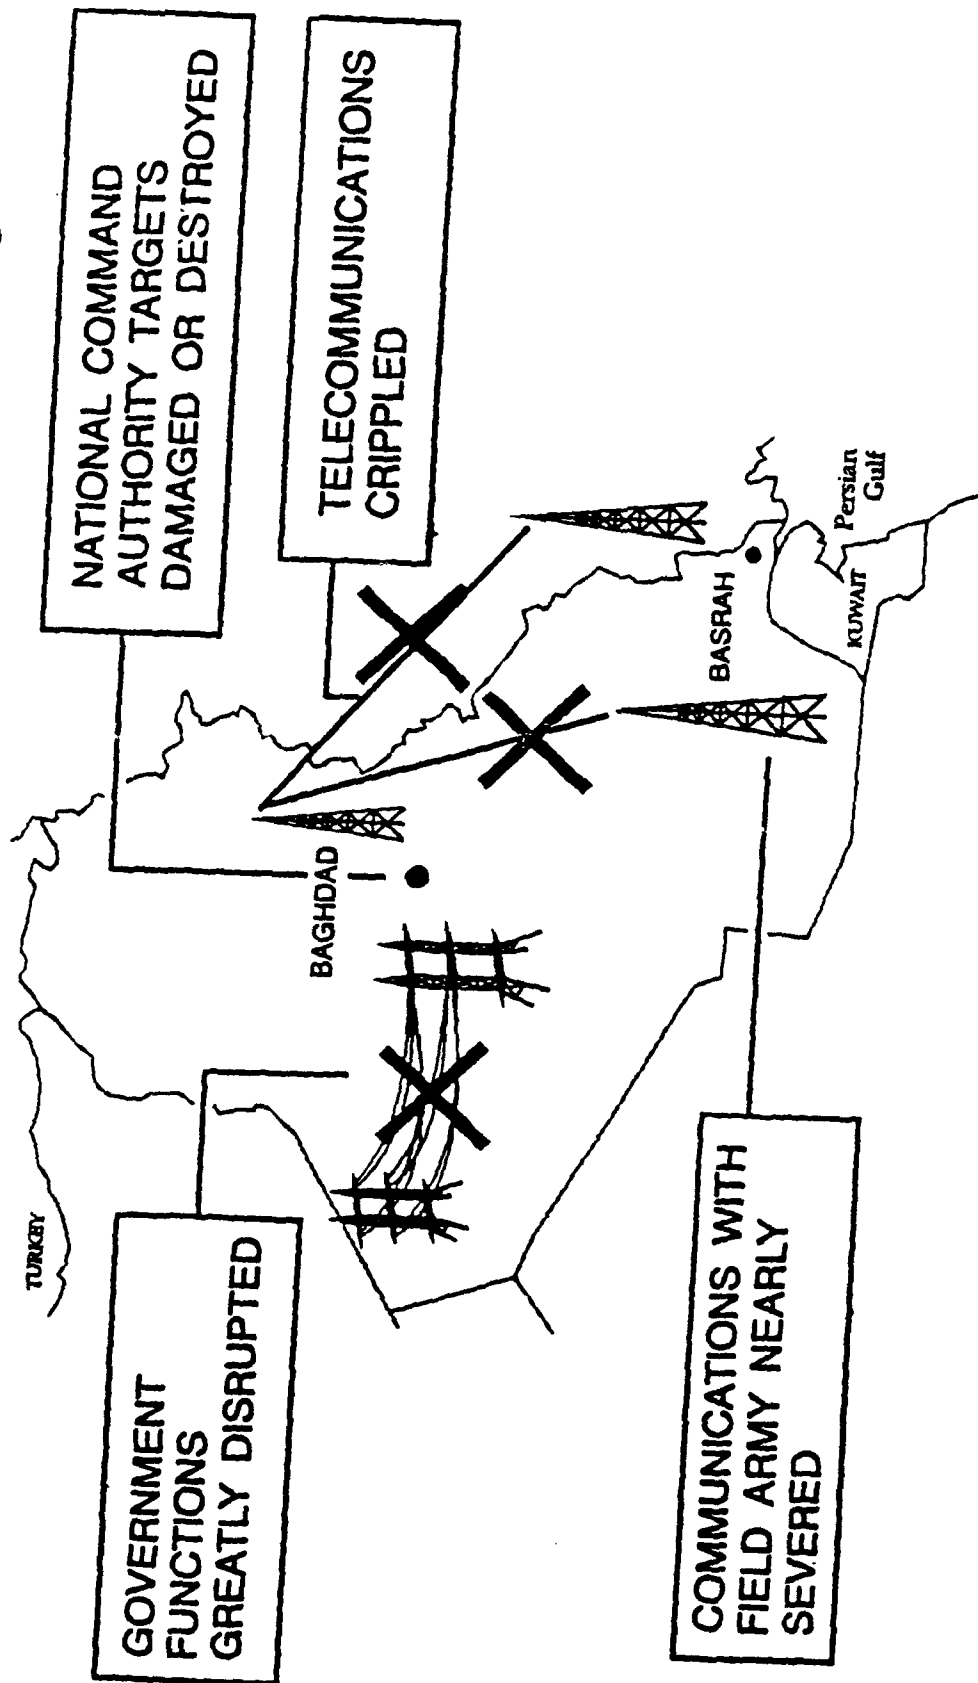 GOVERNMENT
FUNCTIONS
GREATLY DISRUPTED
NATIONAL COMMAND
AUTHORITY TARGETS
DAMAGED OR DESTROYED
TELECOMMUNICATIONS
CRIPPLED
TURKEY
BAGHDAD
BASRAH
KUWAIT
Persian
Gulf
COMMUNICATIONS WITH
FIELD ARMY NEARLY
SEVERED